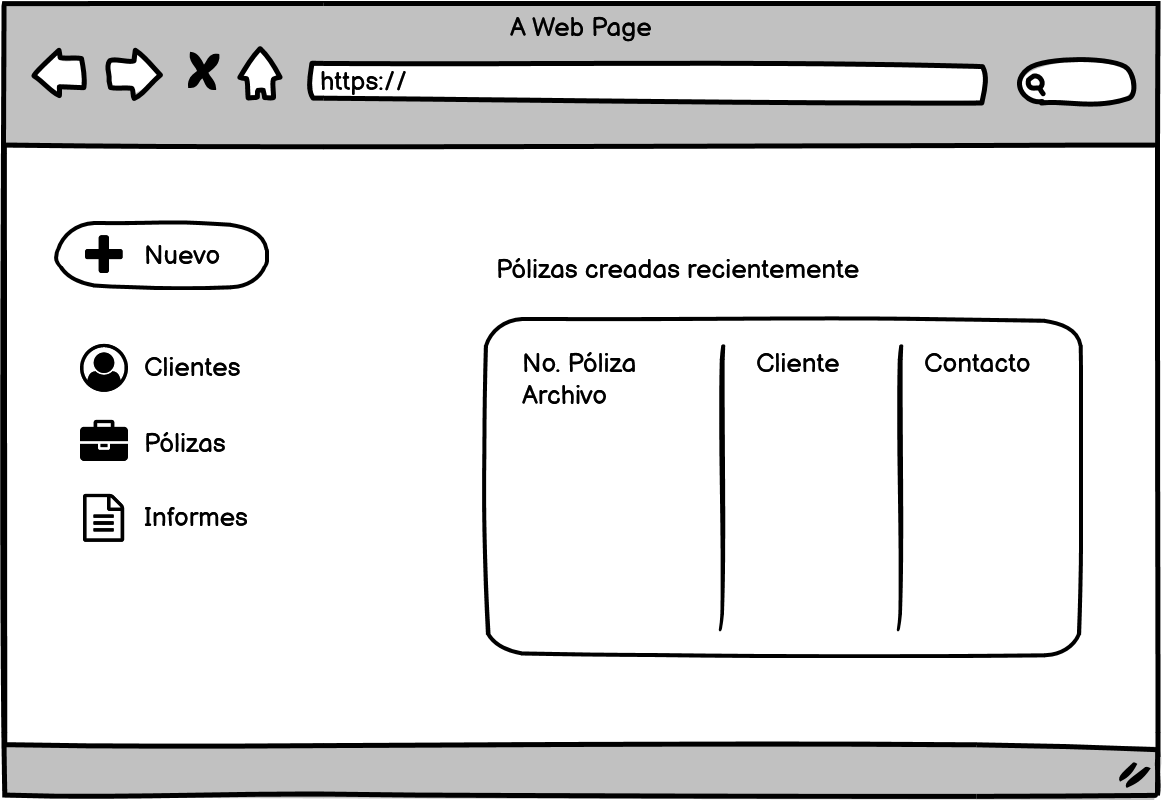 A Web Page
https://
Nuevo
Clientes
Pólizas
Informes
Pólizas creadas recientemente
No. Póliza
Archivo
Cliente
Contacto